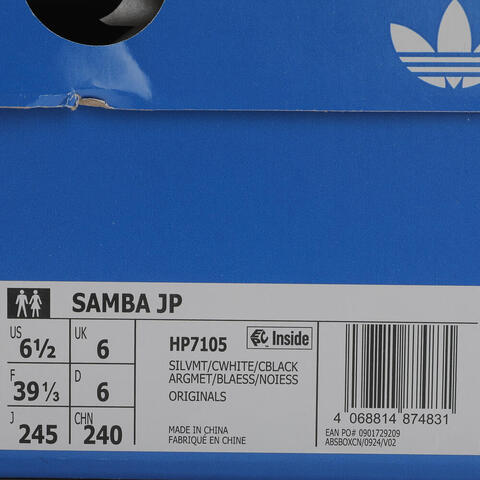 SAMBA JP
US 6½ UK 6
F 39⅓ D 6
J 245 CHN 240
HP7105 Inside
SILVMT/CWHITE/CBLACK
ARGMET/BLAESS/NOIESS
ORIGINALS
MADE IN CHINA
FABRIQUÉ EN CHINE
4 068814 874831
EAN PO# 0901729209
ABSBOXCN/0924/V02